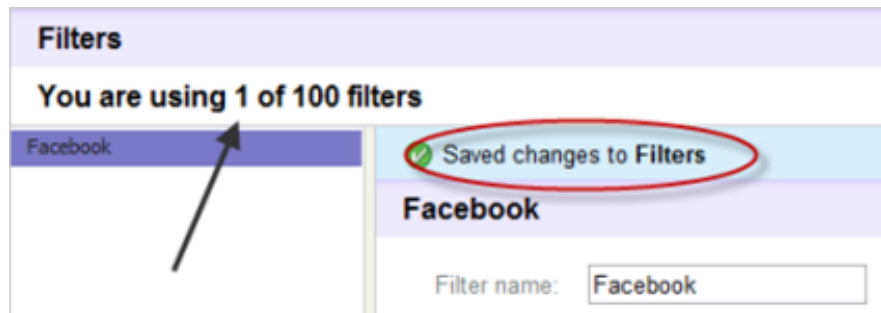 Filters
You are using 1 of 100 filters
Facebook
Saved changes to Filters
Facebook
Filter name: Facebook